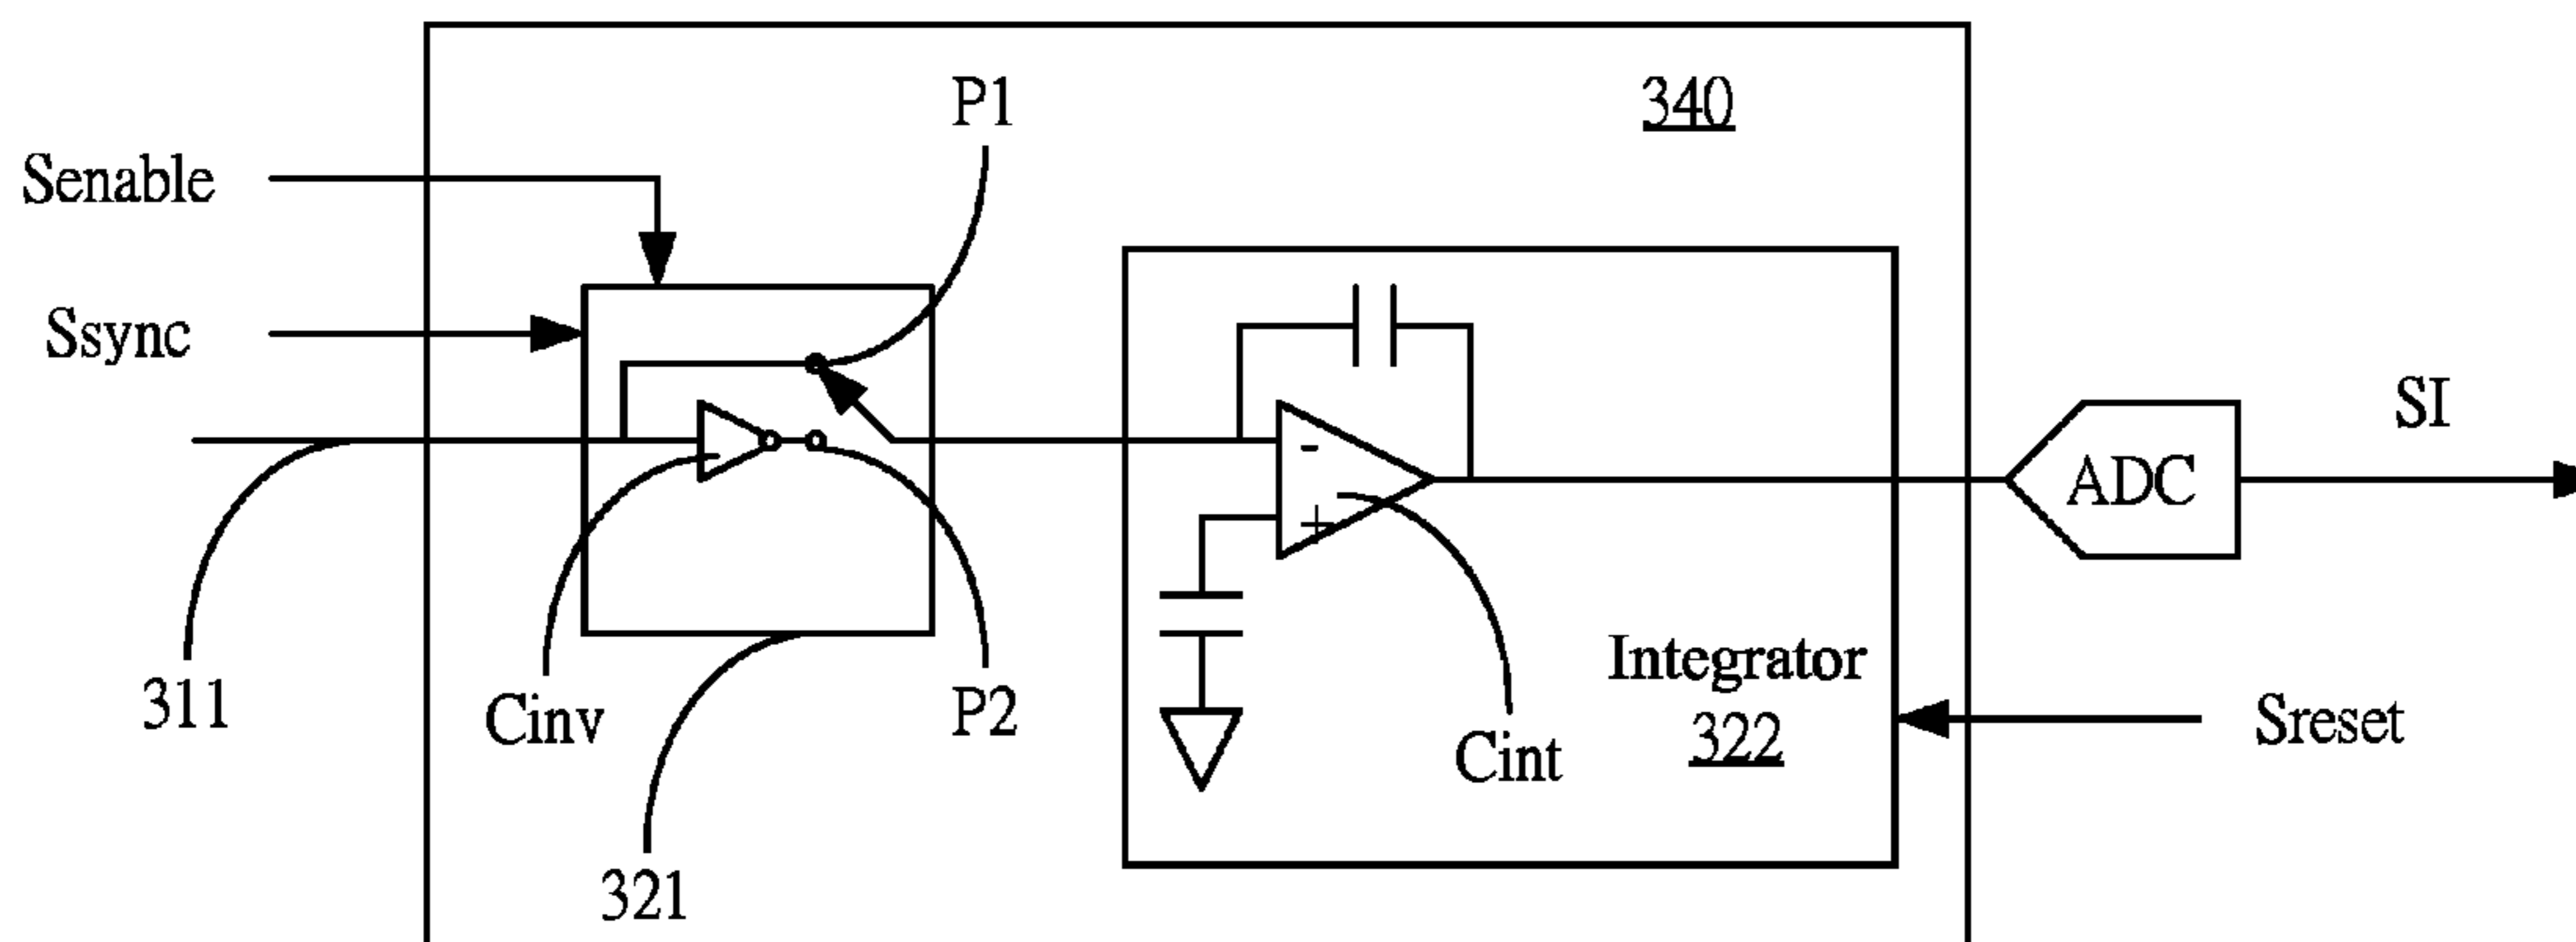 P1
340
Senable
Ssync
SI
-
+
ADC
Integrator
322
311
Cinv
P2
Cint
Sreset
321